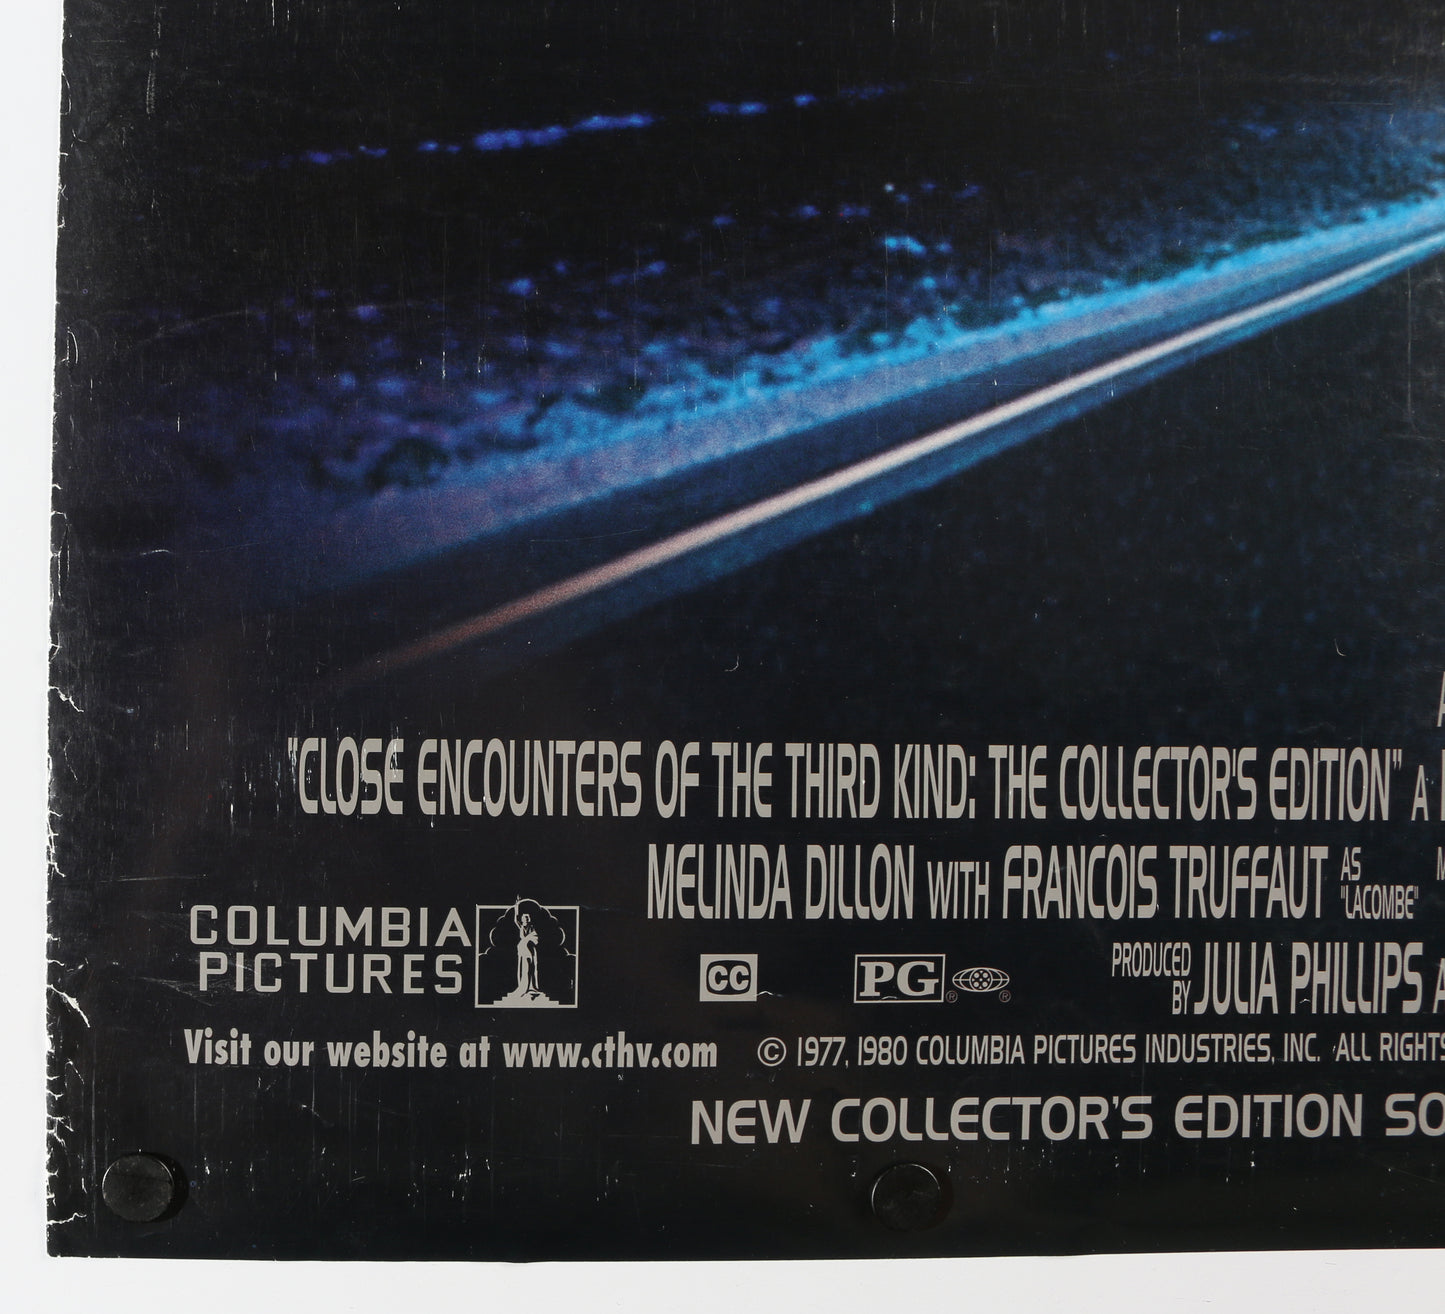 "CLOSE ENCOUNTERS OF THE THIRD KIND: THE COLLECTOR'S EDITION" A
MELINDA DILLON WITH FRANCOIS TRUFFAUT AS "LACOMBE"
COLUMBIA
PICTURES
CC
PG
PRODUCED BY JULIA PHILLIPS
Visit our website at www.cthv.com
© 1977, 1980 COLUMBIA PICTURES INDUSTRIES, INC. ALL RIGHTS
NEW COLLECTOR'S EDITION SO